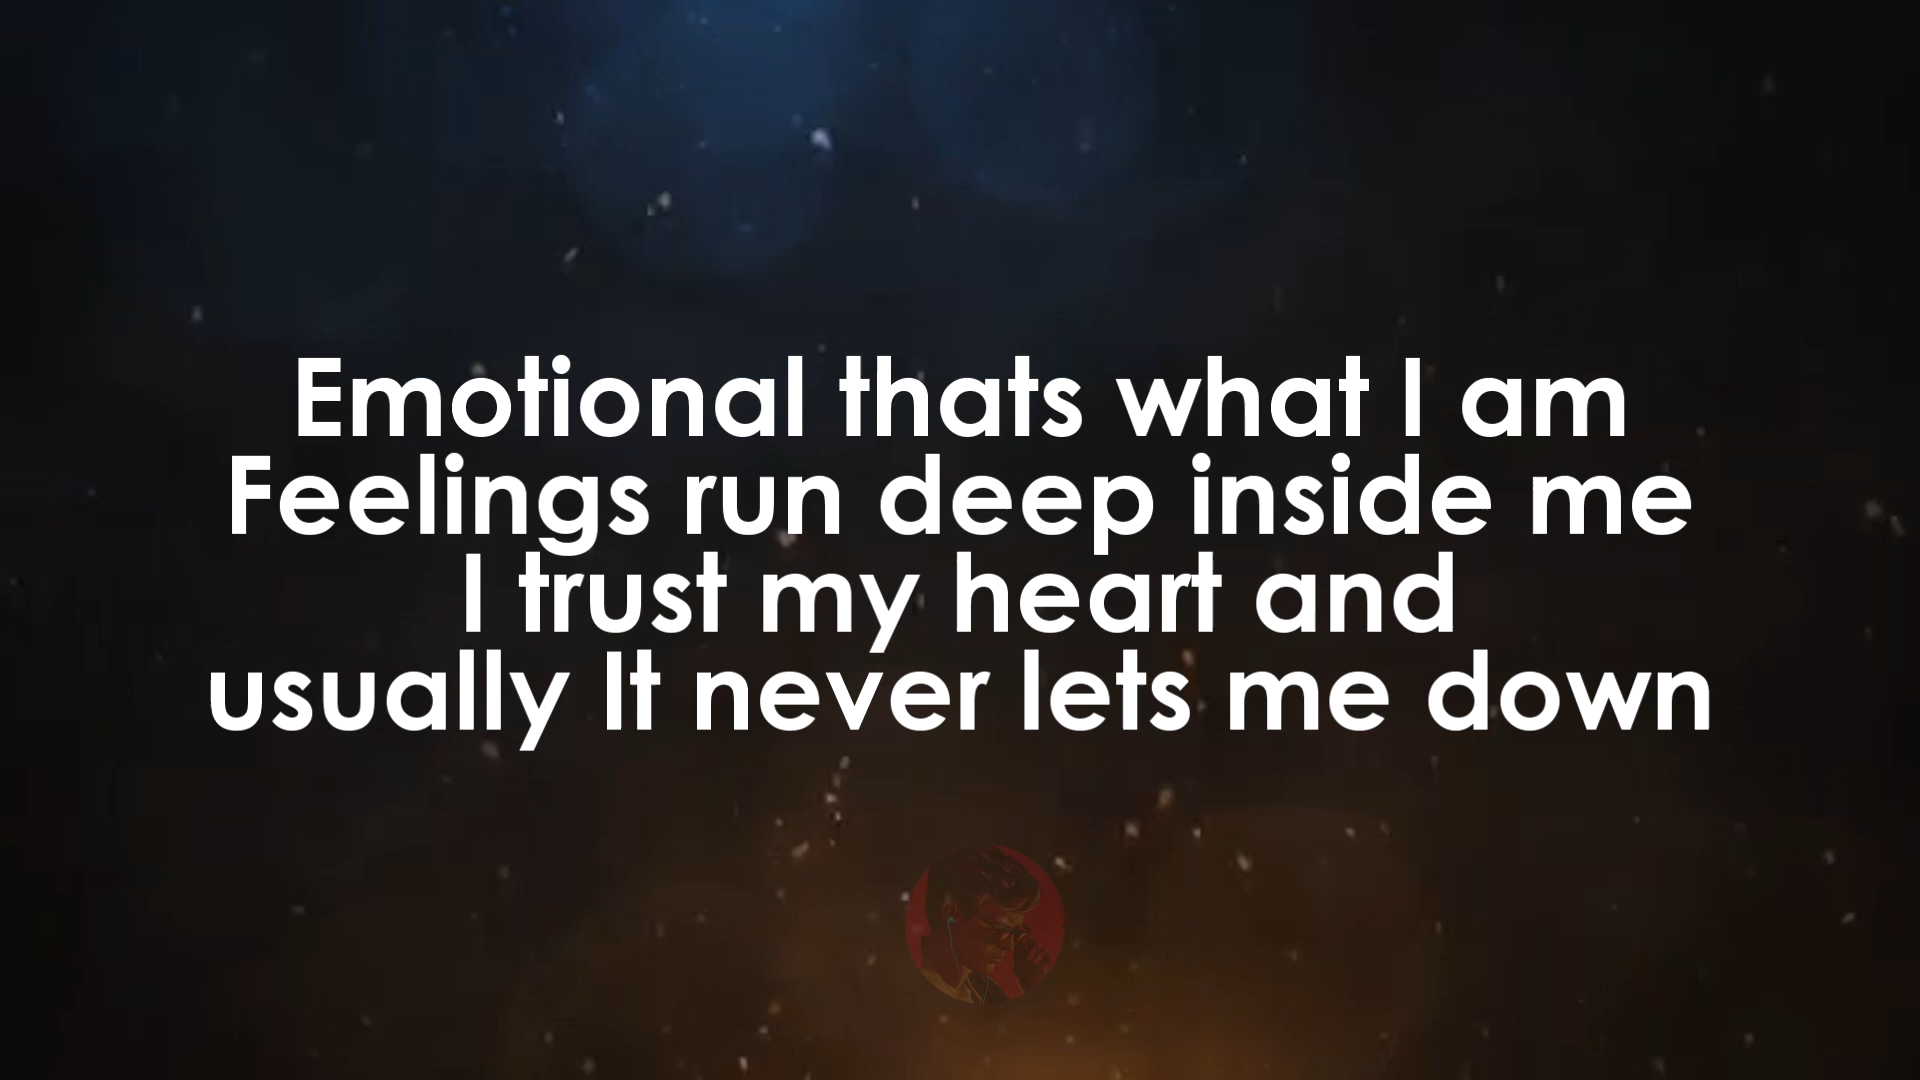 Emotional thats what I am
Feelings run deep inside me
I trust my heart and
usually It never lets me down